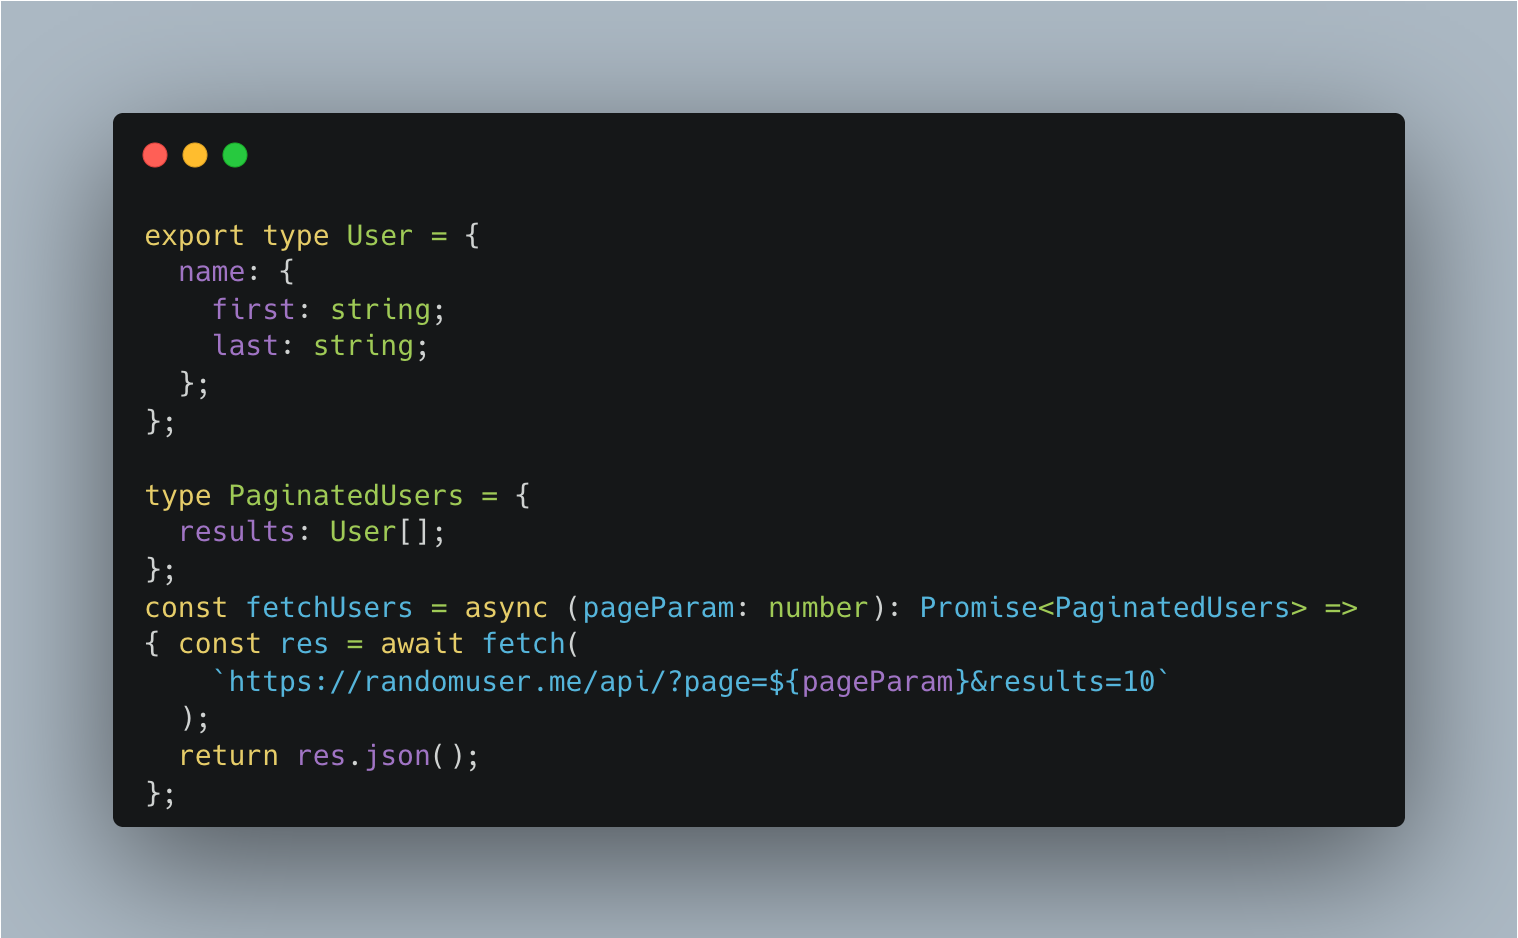 export type User = {
  name: {
    first: string;
    last: string;
  };
};

type PaginatedUsers = {
  results: User[];
};
const fetchUsers = async (pageParam: number): Promise<PaginatedUsers> =>
{ const res = await fetch(
    `https://randomuser.me/api/?page=${pageParam}&results=10`
  );
  return res.json();
};